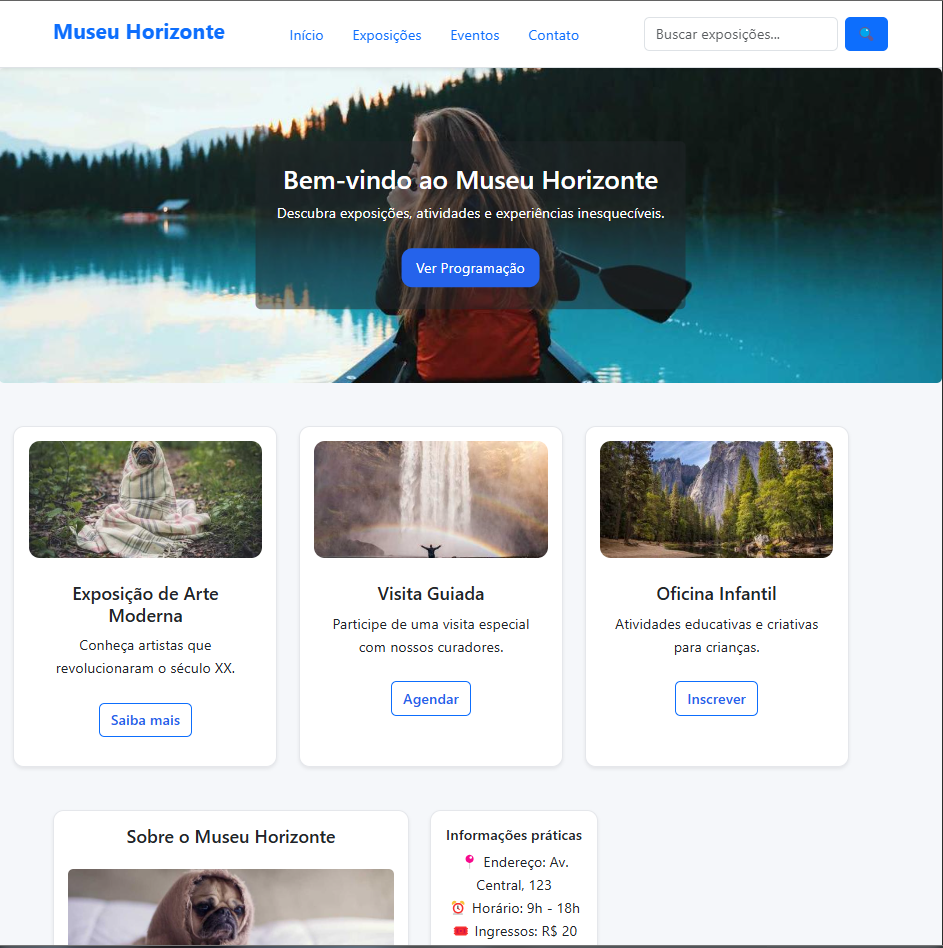 Museu Horizonte
Início Exposições Eventos Contato
Buscar exposições...
Bem-vindo ao Museu Horizonte
Descubra exposições, atividades e experiências inesquecíveis.
Ver Programação
Exposição de Arte
Moderna
Conheça artistas que
revolucionaram o século XX.
Saiba mais
Visita Guiada
Participe de uma visita especial
com nossos curadores.
Agendar
Oficina Infantil
Atividades educativas e criativas
para crianças.
Inscrever
Sobre o Museu Horizonte
Informações práticas
📍 Endereço: Av.
Central, 123
⏰ Horário: 9h - 18h
🎟️ Ingressos: R$ 20